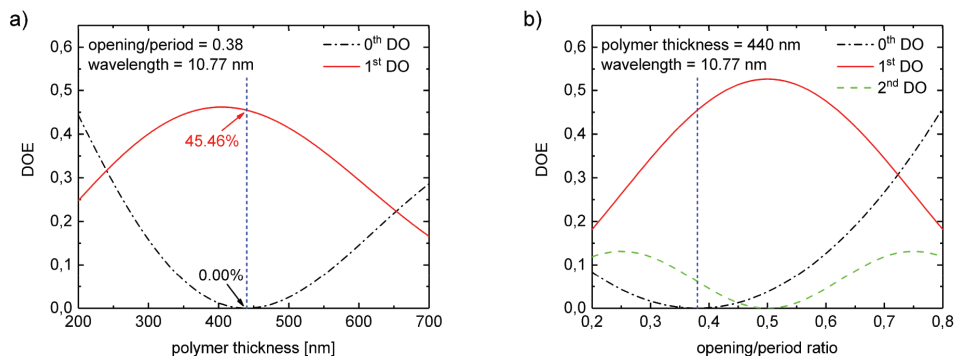 a)
opening/period = 0.38
wavelength = 10.77 nm
0th DO
1st DO
45.46%
0.00%
DOE
0,6
0,5
0,4
0,3
0,2
0,1
0,0
200 300 400 500 600 700
polymer thickness [nm]
b)
polymer thickness = 440 nm
wavelength = 10.77 nm
0th DO
1st DO
2nd DO
DOE
0,6
0,5
0,4
0,3
0,2
0,1
0,0
0,2 0,3 0,4 0,5 0,6 0,7 0,8
opening/period ratio